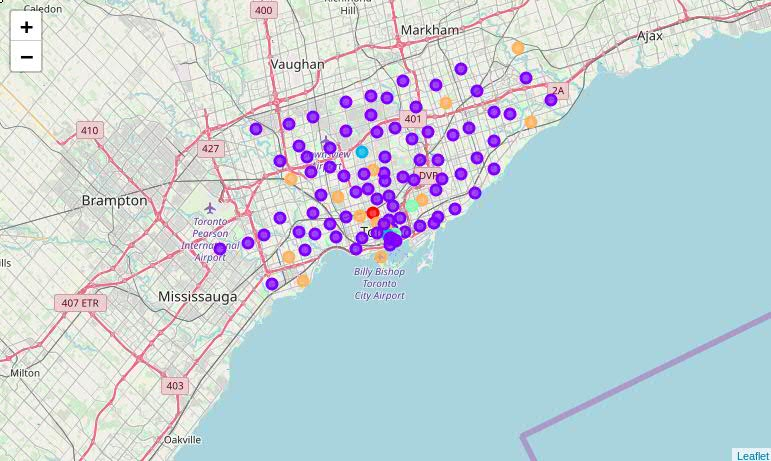 Caledon
400
Richmond
Hill
Markham
+
Ajax
−
Vaughan
2A
401
410
427
DVP
Brampton
Toronto
Pearson
International
Airport
Billy Bishop
Toronto
City Airport
Mississauga
407 ETR
Milton
403
Oakville
Leaflet